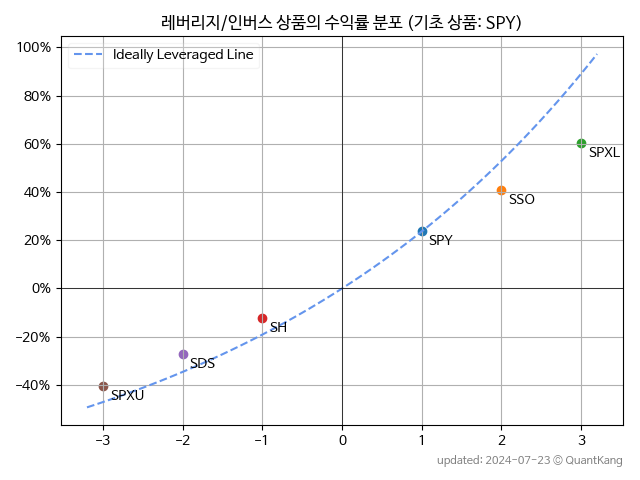 레버리지/인버스 상품의 수익률 분포 (기초 상품: SPY)
100%
Ideally Leveraged Line
80%
60%
SPXL
40%
SSO
20%
SPY
0%
SH
-20%
SDS
-40%
SPXU
-3 -2 -1 0 1 2 3
updated: 2024-07-23 © QuantKang